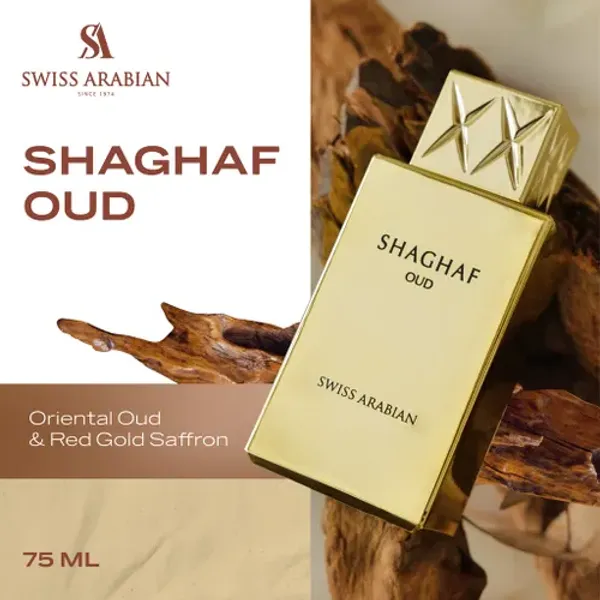 SA
SWISS ARABIAN
SINCE 1974
SHAGHAF
OUD
SHAGHAF
OUD
SWISS ARABIAN
Oriental Oud
& Red Gold Saffron
75 ML